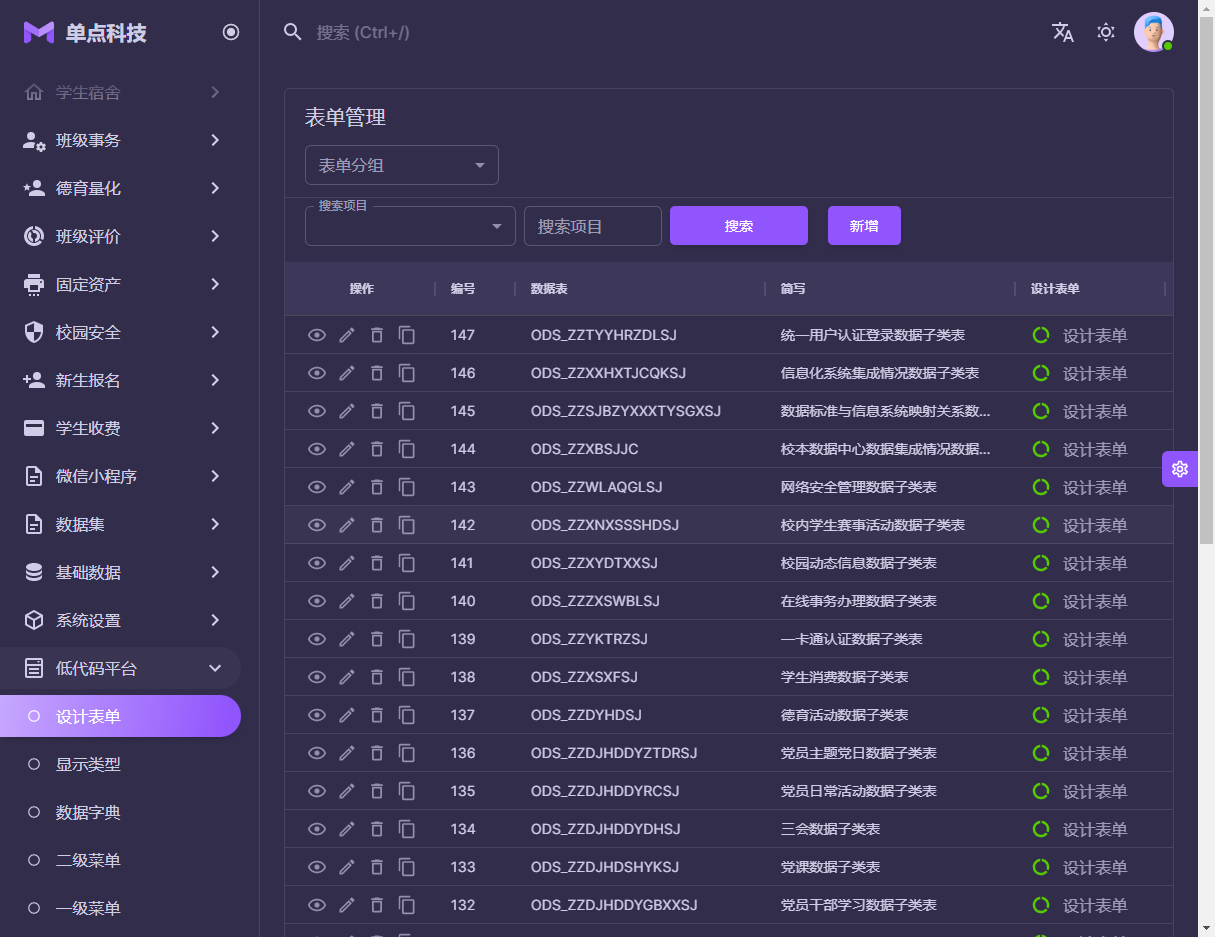 单点科技
搜索 (Ctrl+/)
学生宿舍
班级事务
德育量化
班级评价
固定资产
校园安全
新生报名
学生收费
微信小程序
数据集
基础数据
系统设置
低代码平台
设计表单
显示类型
数据字典
二级菜单
一级菜单
表单管理
表单分组
搜索项目
搜索项目 搜索 新增
操作 编号 数据表 简写 设计表单
147 ODS_ZZTYYHRZDLSJ 统一用户认证登录数据子类表 设计表单
146 ODS_ZZXXHXTJCQKSJ 信息化系统集成情况数据子类表 设计表单
145 ODS_ZZSJBZYXXXTYSGXSJ 数据标准与信息系统映射关系数... 设计表单
144 ODS_ZZXBSJJC 校本数据中心数据集成情况数据... 设计表单
143 ODS_ZZWLAQGLSJ 网络安全管理数据子类表 设计表单
142 ODS_ZZXNXSSSHDSJ 校内学生赛事活动数据子类表 设计表单
141 ODS_ZZXYDTXXSJ 校园动态信息数据子类表 设计表单
140 ODS_ZZZXSWBLSJ 在线事务办理数据子类表 设计表单
139 ODS_ZZYKTRZSJ 一卡通认证数据子类表 设计表单
138 ODS_ZZXSXFSJ 学生消费数据子类表 设计表单
137 ODS_ZZDYHDSJ 德育活动数据子类表 设计表单
136 ODS_ZZDJHDDYZTDRSJ 党员主题党日数据子类表 设计表单
135 ODS_ZZDJHDDYRCSJ 党员日常活动数据子类表 设计表单
134 ODS_ZZDJHDDYDHSJ 三会数据子类表 设计表单
133 ODS_ZZDJHDSHYKSJ 党课数据子类表 设计表单
132 ODS_ZZDJHDDYGBXXSJ 党员干部学习数据子类表 设计表单